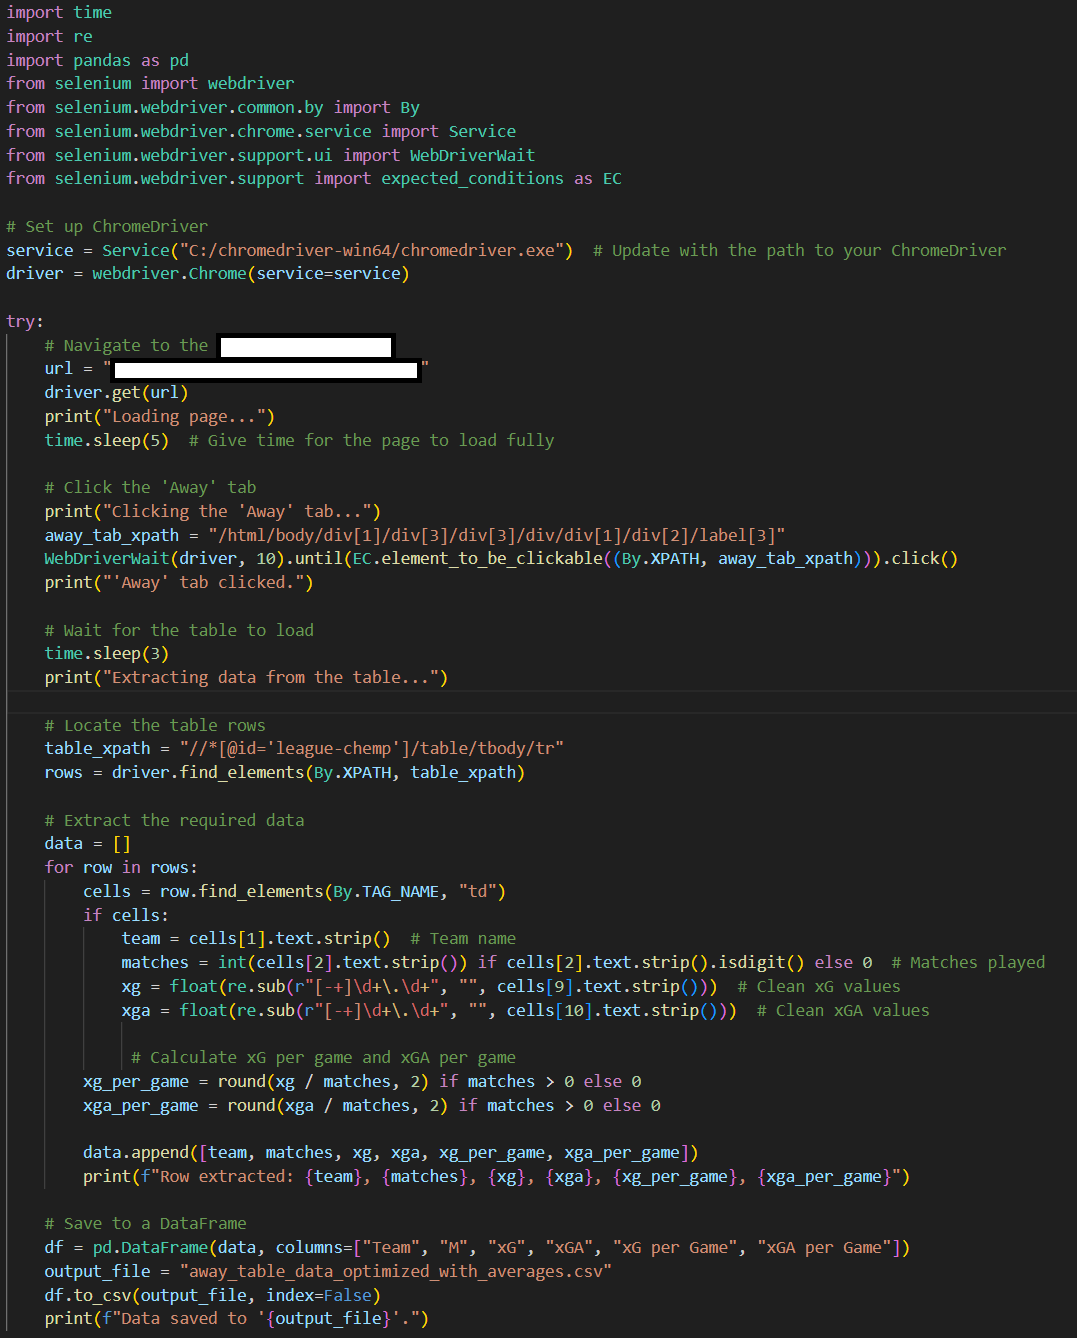 import time
import re
import pandas as pd
from selenium import webdriver
from selenium.webdriver.common.by import By
from selenium.webdriver.chrome.service import Service
from selenium.webdriver.support.ui import WebDriverWait
from selenium.webdriver.support import expected_conditions as EC

# Set up ChromeDriver
service = Service("C:/chromedriver-win64/chromedriver.exe")  # Update with the path to your ChromeDriver
driver = webdriver.Chrome(service=service)

try:
    # Navigate to the
    url = "                                "
    driver.get(url)
    print("Loading page...")
    time.sleep(5)  # Give time for the page to load fully

    # Click the 'Away' tab
    print("Clicking the 'Away' tab...")
    away_tab_xpath = "/html/body/div[1]/div[3]/div[3]/div/div[1]/div[2]/label[3]"
    WebDriverWait(driver, 10).until(EC.element_to_be_clickable((By.XPATH, away_tab_xpath))).click()
    print("'Away' tab clicked.")

    # Wait for the table to load
    time.sleep(3)
    print("Extracting data from the table...")

    # Locate the table rows
    table_xpath = "//*[@id='league-chemp']/table/tbody/tr"
    rows = driver.find_elements(By.XPATH, table_xpath)

    # Extract the required data
    data = []
    for row in rows:
        cells = row.find_elements(By.TAG_NAME, "td")
        if cells:
            team = cells[1].text.strip()  # Team name
            matches = int(cells[2].text.strip()) if cells[2].text.strip().isdigit() else 0  # Matches played
            xg = float(re.sub(r"[-+]\d+\.\d+", "", cells[9].text.strip()))  # Clean xG values
            xga = float(re.sub(r"[-+]\d+\.\d+", "", cells[10].text.strip()))  # Clean xGA values

             # Calculate xG per game and xGA per game
        xg_per_game = round(xg / matches, 2) if matches > 0 else 0
        xga_per_game = round(xga / matches, 2) if matches > 0 else 0

        data.append([team, matches, xg, xga, xg_per_game, xga_per_game])
        print(f"Row extracted: {team}, {matches}, {xg}, {xga}, {xg_per_game}, {xga_per_game}")

    # Save to a DataFrame
    df = pd.DataFrame(data, columns=["Team", "M", "xG", "xGA", "xG per Game", "xGA per Game"])
    output_file = "away_table_data_optimized_with_averages.csv"
    df.to_csv(output_file, index=False)
    print(f"Data saved to '{output_file}'.")